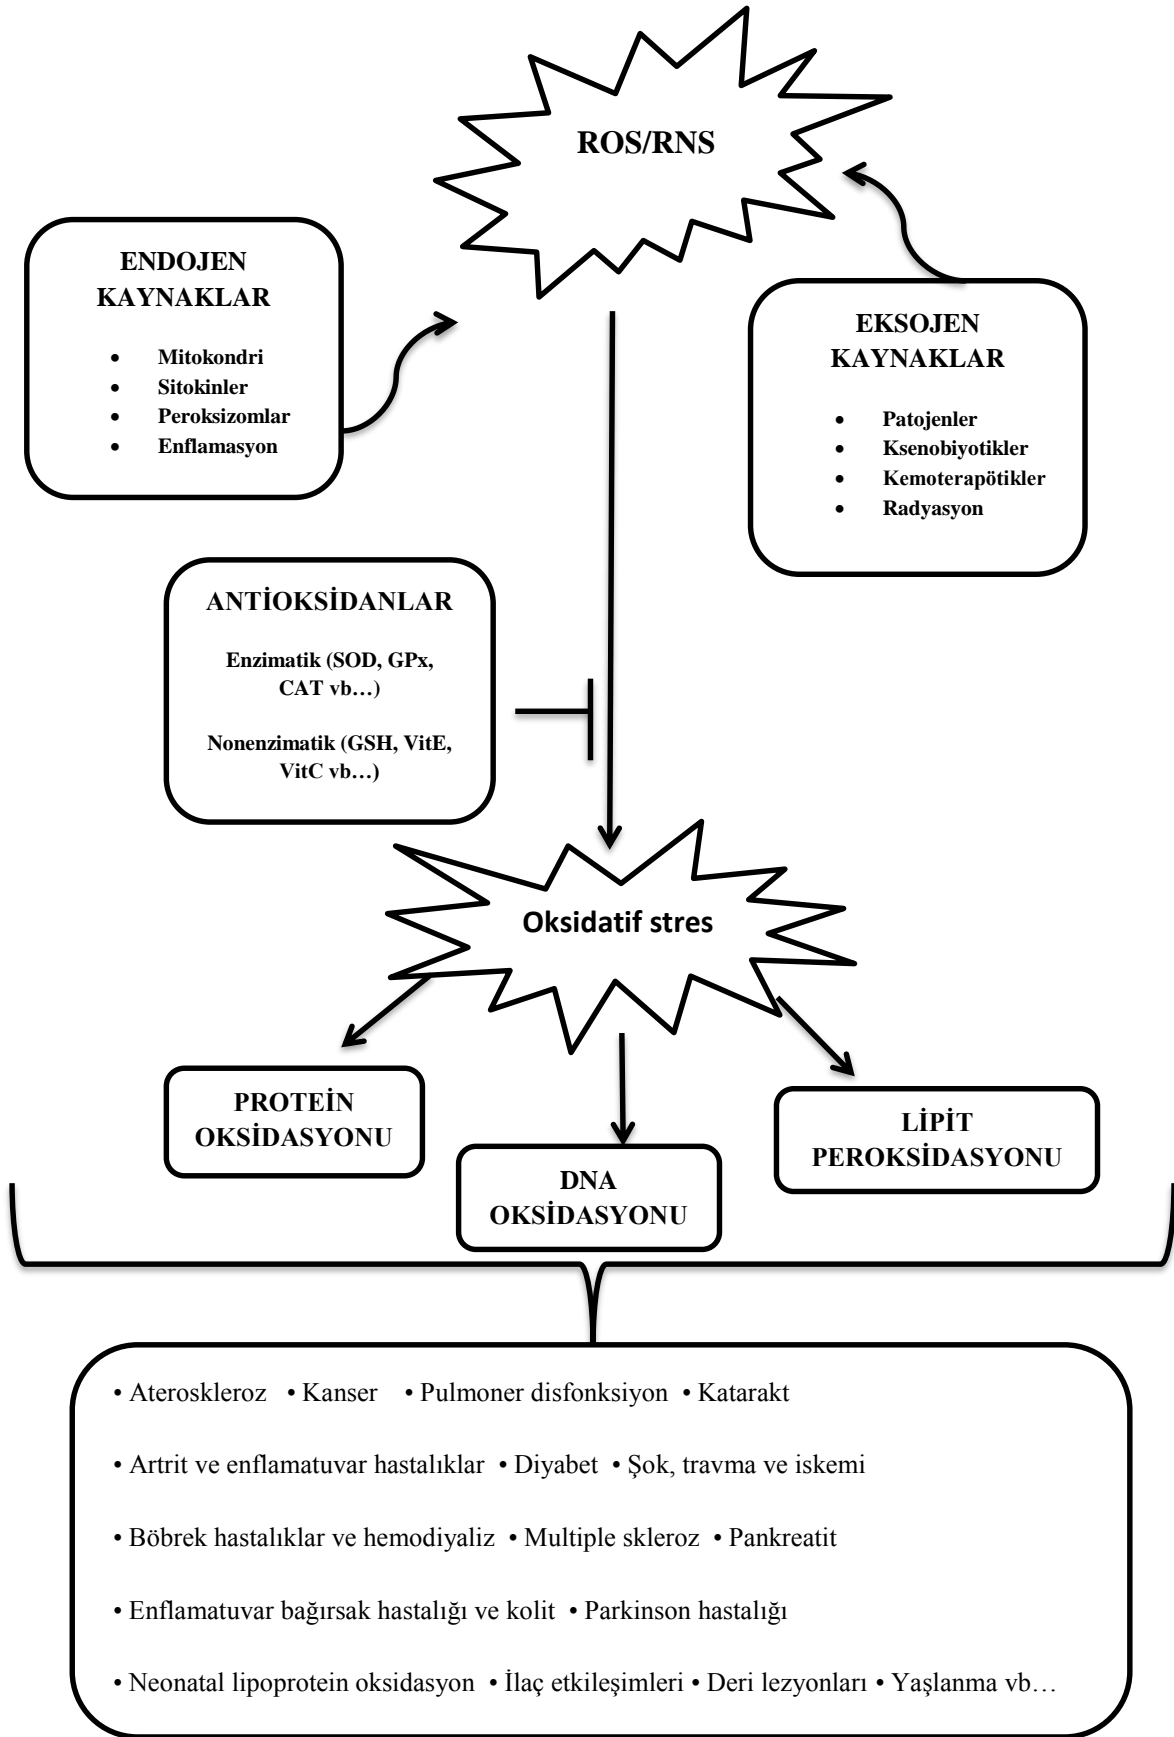 ROS/RNS
ENDOJEN
KAYNAKLAR
• Mitokondri
• Sitokinler
• Peroksizomlar
• Enflamasyon
EKSOJEN
KAYNAKLAR
• Patojenler
• Ksenobiyotikler
• Kemoterapötikler
• Radyasyon
ANTİOKSİDANLAR
Enzimatik (SOD, GPx,
CAT vb…)
Nonenzimatik (GSH, VitE,
VitC vb…)
Oksidatif stres
PROTEİN
OKSİDASYONU
DNA
OKSİDASYONU
LİPİT
PEROKSİDASYONU
• Ateroskleroz • Kanser • Pulmoner disfonksiyon • Katarakt
• Artrit ve enflamatuvar hastalıklar • Diyabet • Şok, travma ve iskemi
• Böbrek hastalıklar ve hemodiyaliz • Multiple skleroz • Pankreatit
• Enflamatuvar bağırsak hastalığı ve kolit • Parkinson hastalığı
• Neonatal lipoprotein oksidasyon • İlaç etkileşimleri • Deri lezyonları • Yaşlanma vb…